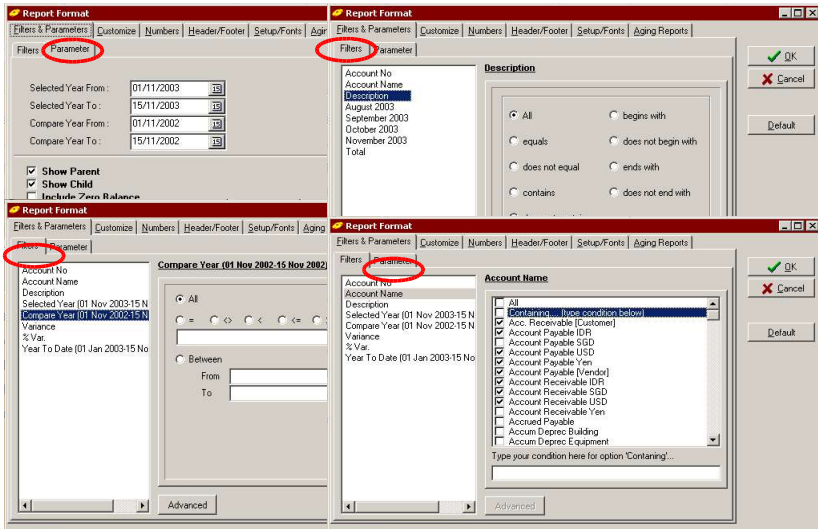 Report Format
Filters & Parameters Customize Numbers Header/Footer Setup/Fonts Aging
Filters Parameter
Selected Year From : 01/11/2003 15
Selected Year To : 15/11/2003 15
Compare Year From : 01/11/2002 15
Compare Year To : 15/11/2002 15
Show Parent
Show Child
Include Zero Balance
Report Format
Filters & Parameters Customize Numbers Header/Footer Setup/Fonts Aging Reports
Filters Parameter
Account No
Account Name
Description
August 2003
September 2003
October 2003
November 2003
Total
Description
All begins with
equals does not begin with
does not equal ends with
contains does not end with
OK
Cancel
Default
Report Format
Filters & Parameters Customize Numbers Header/Footer Setup/Fonts Aging
Filters Parameter
Account No
Account Name
Description
Selected Year (01 Nov 2003-15 N
Compare Year (01 Nov 2002-15 N
Variance
% Var.
Year To Date (01 Jan 2003-15 No
Compare Year (01 Nov 2002-15 Nov 2002)
All
= <> < <=
Between
From
To
Advanced
Report Format
Filters & Parameters Customize Numbers Header/Footer Setup/Fonts Aging Reports
Filters Parameter
Account No
Account Name
Description
Selected Year (01 Nov 2003-15 N
Compare Year (01 Nov 2002-15 N
Variance
% Var.
Year To Date (01 Jan 2003-15 No
Account Name
All
Containing.... (type condition below)
Acc. Receivable [Customer]
Account Payable IDR
Account Payable SGD
Account Payable USD
Account Payable Yen
Account Payable [Vendor]
Account Receivable IDR
Account Receivable SGD
Account Receivable USD
Account Receivable Yen
Accrued Payable
Accum Deprec Building
Accum Deprec Equipment
Type your condition here for option 'Contaning'...
Advanced
OK
Cancel
Default